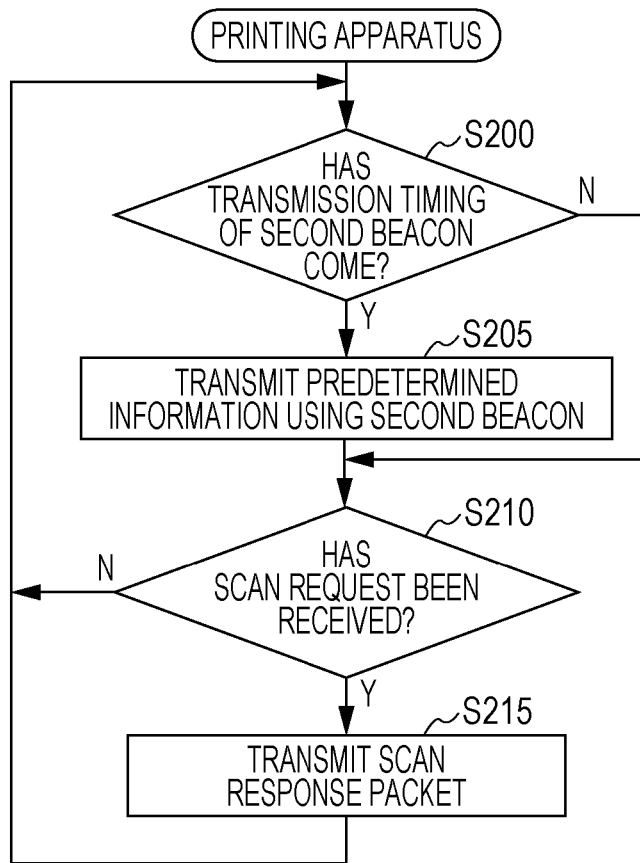 PRINTING APPARATUS
S200
HAS
TRANSMISSION TIMING
OF SECOND BEACON
COME?
N
Y
S205
TRANSMIT PREDETERMINED
INFORMATION USING SECOND BEACON
S210
HAS
SCAN REQUEST BEEN
RECEIVED?
N
Y
S215
TRANSMIT SCAN
RESPONSE PACKET